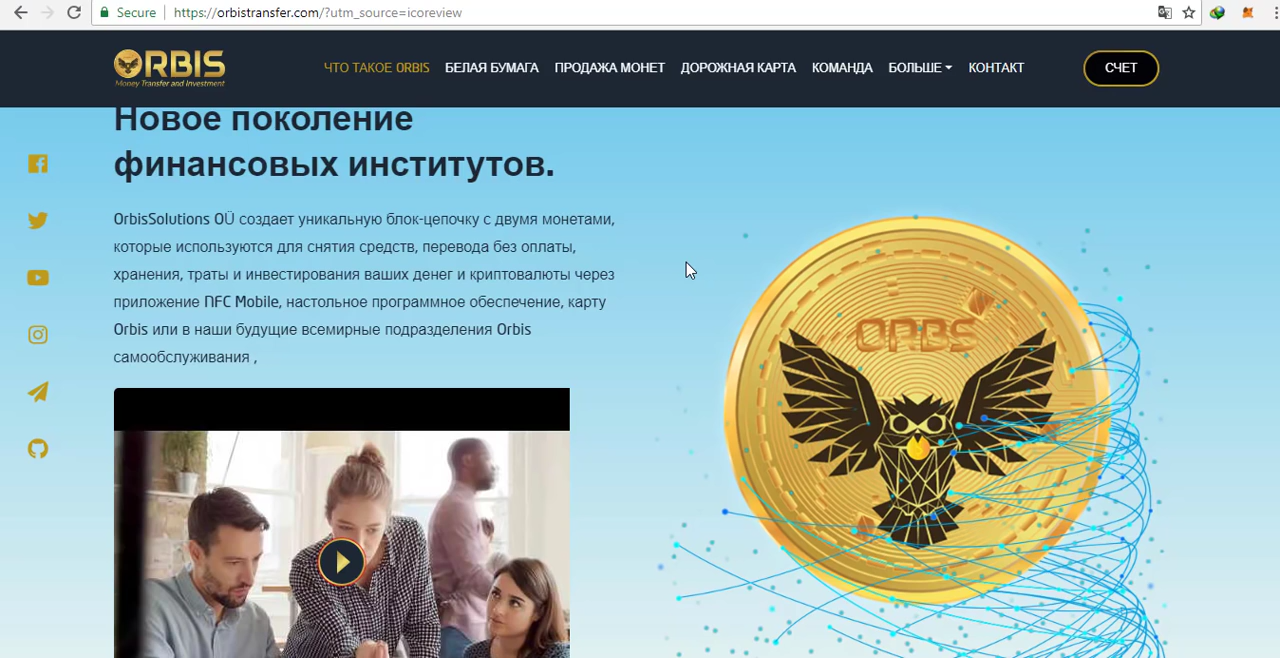 Secure
https://orbistransfer.com/?utm_source=icoreview
ORBIS
Money Transfer and Investment
ЧТО ТАКОЕ ORBIS
БЕЛАЯ БУМАГА
ПРОДАЖА МОНЕТ
ДОРОЖНАЯ КАРТА
КОМАНДА
БОЛЬШЕ
КОНТАКТ
СЧЕТ
Новое поколение
финансовых институтов.
OrbisSolutions OÜ создает уникальную блок-цепочку с двумя монетами,
которые используются для снятия средств, перевода без оплаты,
хранения, траты и инвестирования ваших денег и криптовалюты через
приложение NFC Mobile, настольное программное обеспечение, карту
Orbis или в наши будущие всемирные подразделения Orbis
самообслуживания ,
ORBS